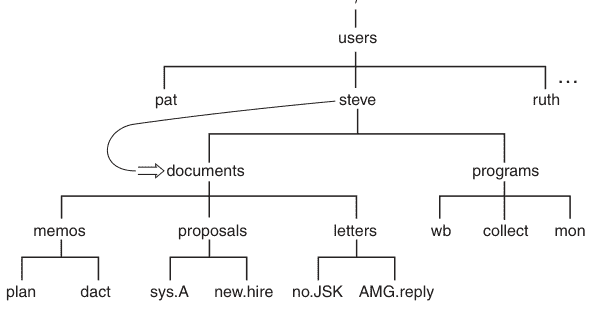 /
users
pat steve ruth ...
documents programs
memos proposals letters wb collect mon
plan dact sys.A new.hire no.JSK AMG.reply